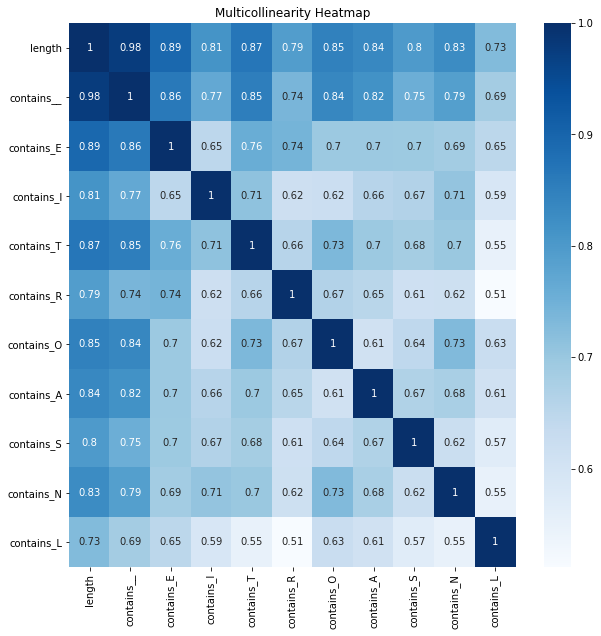 Multicollinearity Heatmap
length 1 0.98 0.89 0.81 0.87 0.79 0.85 0.84 0.8 0.83 0.73
contains__ 0.98 1 0.86 0.77 0.85 0.74 0.84 0.82 0.75 0.79 0.69
contains_E 0.89 0.86 1 0.65 0.76 0.74 0.7 0.7 0.7 0.69 0.65
contains_I 0.81 0.77 0.65 1 0.71 0.62 0.62 0.66 0.67 0.71 0.59
contains_T 0.87 0.85 0.76 0.71 1 0.66 0.73 0.7 0.68 0.7 0.55
contains_R 0.79 0.74 0.74 0.62 0.66 1 0.67 0.65 0.61 0.62 0.51
contains_O 0.85 0.84 0.7 0.62 0.73 0.67 1 0.61 0.64 0.73 0.63
contains_A 0.84 0.82 0.7 0.66 0.7 0.65 0.61 1 0.67 0.68 0.61
contains_S 0.8 0.75 0.7 0.67 0.68 0.61 0.64 0.67 1 0.62 0.57
contains_N 0.83 0.79 0.69 0.71 0.7 0.62 0.73 0.68 0.62 1 0.55
contains_L 0.73 0.69 0.65 0.59 0.55 0.51 0.63 0.61 0.57 0.55 1
length contains__ contains_E contains_I contains_T contains_R contains_O contains_A contains_S contains_N contains_L
1.0
0.9
0.8
0.7
0.6